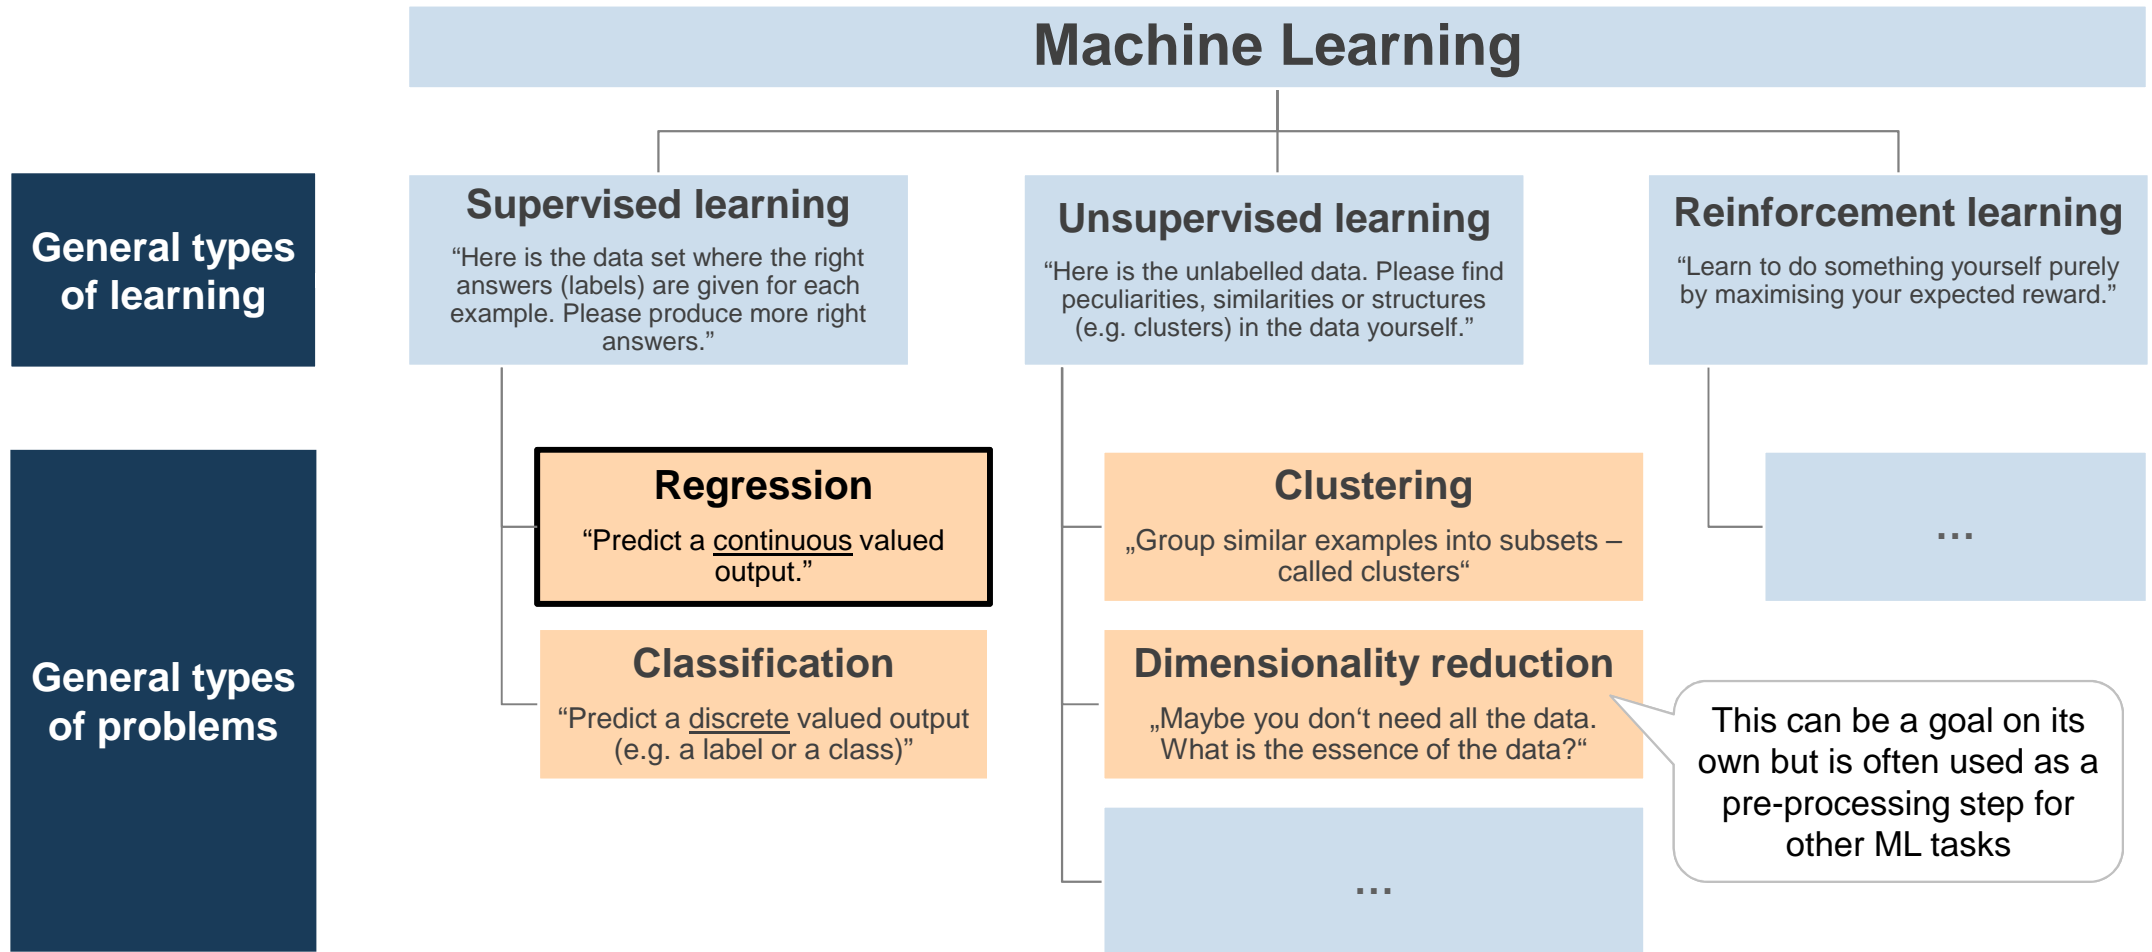 Machine Learning
General types
of learning
Supervised learning
“Here is the data set where the right
answers (labels) are given for each
example. Please produce more right
answers.”
Unsupervised learning
“Here is the unlabelled data. Please find
peculiarities, similarities or structures
(e.g. clusters) in the data yourself.”
Reinforcement learning
“Learn to do something yourself purely
by maximising your expected reward.”
General types
of problems
Regression
“Predict a continuous valued
output.”
Classification
“Predict a discrete valued output
(e.g. a label or a class)”
Clustering
„Group similar examples into subsets –
called clusters“
Dimensionality reduction
„Maybe you don‘t need all the data.
What is the essence of the data?“
...
...
This can be a goal on its
own but is often used as a
pre-processing step for
other ML tasks